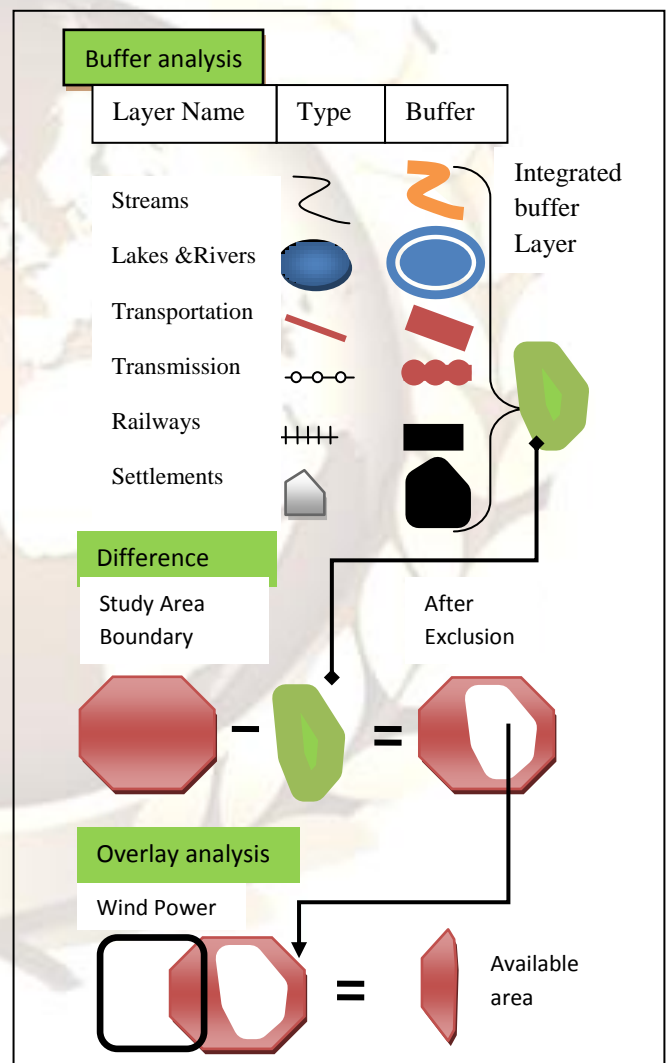 Buffer analysis
Layer Name Type Buffer
Integrated
buffer
Layer
Streams
Lakes &Rivers
Transportation
Transmission
Railways
Settlements
Difference
Study Area
Boundary
After
Exclusion
− =
Overlay analysis
Wind Power
=
Available
area